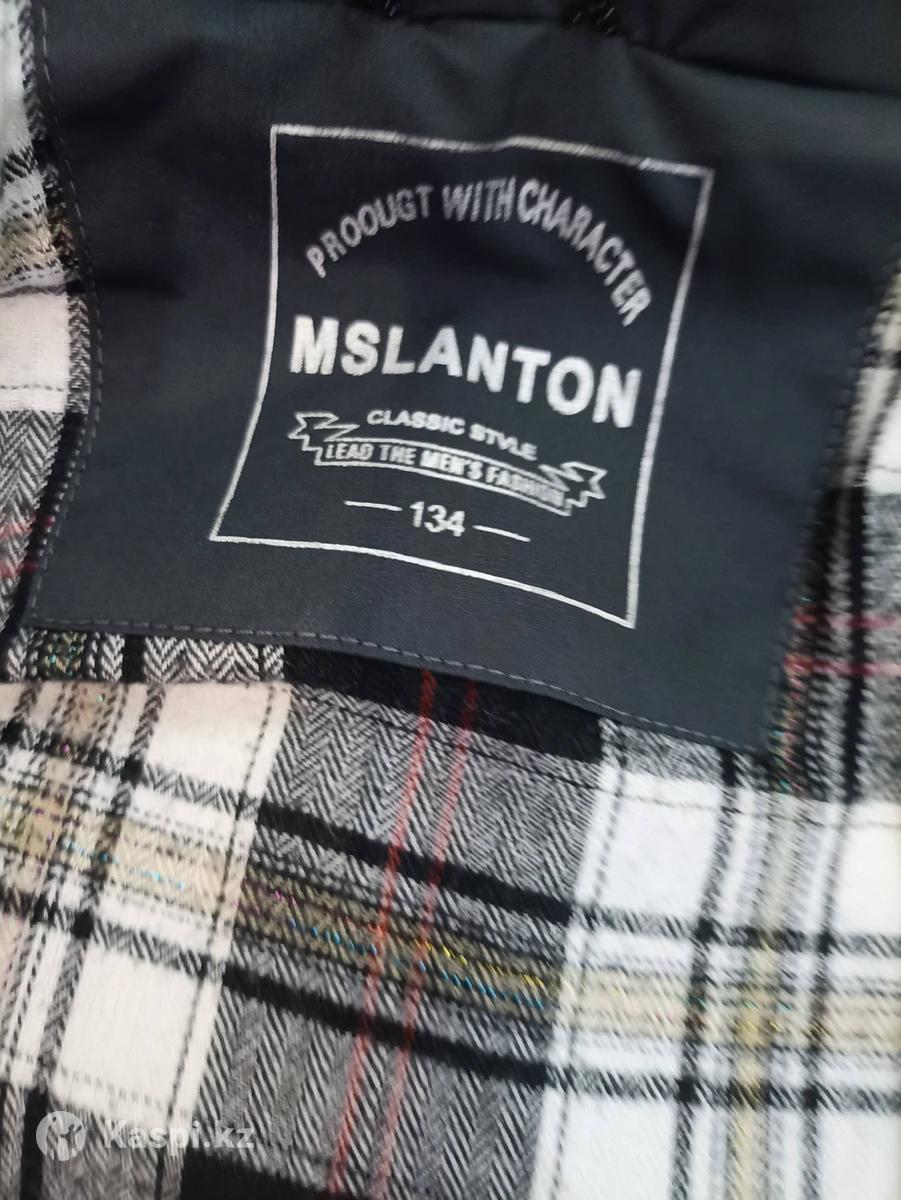 PROOUGT WITH CHARACTER
MSLANTON
CLASSIC STYLE
LEAD THE MEN'S FASHION
134
Kaspi.kz